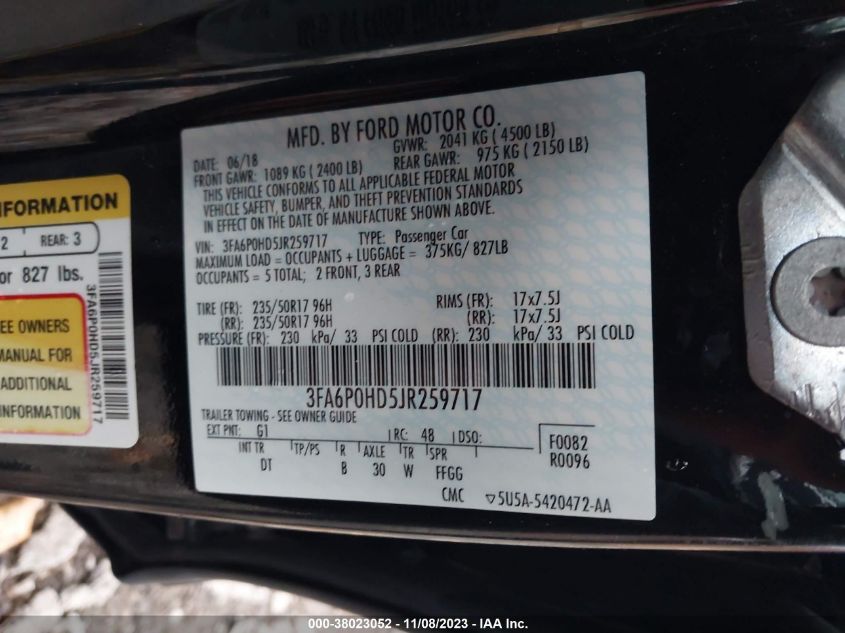 MFD. BY FORD MOTOR CO.
DATE: 06/18 GVWR: 2041 KG ( 4500 LB)
FRONT GAWR: 1089 KG ( 2400 LB) REAR GAWR: 975 KG ( 2150 LB)
THIS VEHICLE CONFORMS TO ALL APPLICABLE FEDERAL MOTOR
VEHICLE SAFETY, BUMPER, AND THEFT PREVENTION STANDARDS
IN EFFECT ON THE DATE OF MANUFACTURE SHOWN ABOVE.
VIN: 3FA6P0HD5JR259717 TYPE: Passenger Car
MAXIMUM LOAD = OCCUPANTS + LUGGAGE = 375KG/ 827LB
OCCUPANTS = 5 TOTAL; 2 FRONT, 3 REAR
TIRE (FR): 235/50R17 96H RIMS (FR): 17x7.5J
(RR): 235/50R17 96H (RR): 17x7.5J
PRESSURE (FR): 230 kPa/ 33 PSI COLD (RR): 230 kPa/ 33 PSI COLD
3FA6P0HD5JR259717
TRAILER TOWING - SEE OWNER GUIDE
EXT PNT: G1 RC: 48 DSO: F0082
INT TR TP/PS R AXLE TR SPR R0096
DT B 30 W FFGG
CMC ▽5U5A-5420472-AA
NFORMATION
2 REAR: 3
or 827 lbs.
EE OWNERS
MANUAL FOR
ADDITIONAL
INFORMATION
3FA6P0HD5JR259717
000-38023052 - 11/08/2023 - IAA Inc.